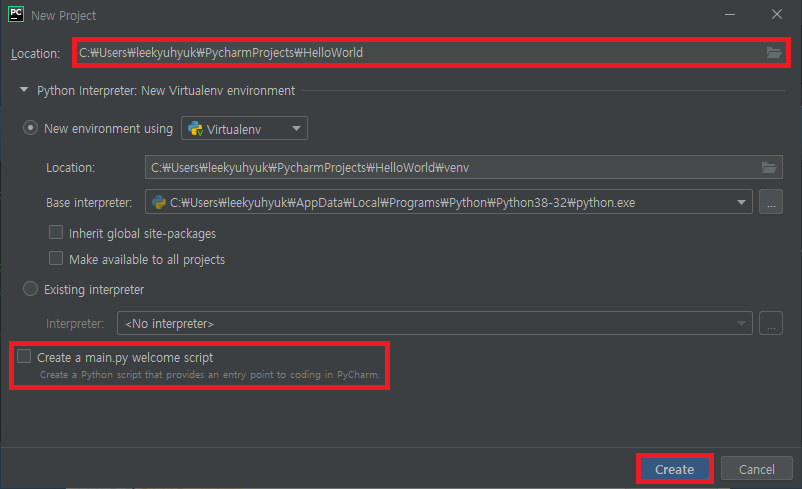 PC New Project
Location: C:₩Users₩leekyuhyuk₩PycharmProjects₩HelloWorld
Python Interpreter: New Virtualenv environment
New environment using Virtualenv
Location: C:₩Users₩leekyuhyuk₩PycharmProjects₩HelloWorld₩venv
Base interpreter: C:₩Users₩leekyuhyuk₩AppData₩Local₩Programs₩Python₩Python38-32₩python.exe ...
Inherit global site-packages
Make available to all projects
Existing interpreter
Interpreter: <No interpreter> ...
Create a main.py welcome script
Create a Python script that provides an entry point to coding in PyCharm.
Create Cancel